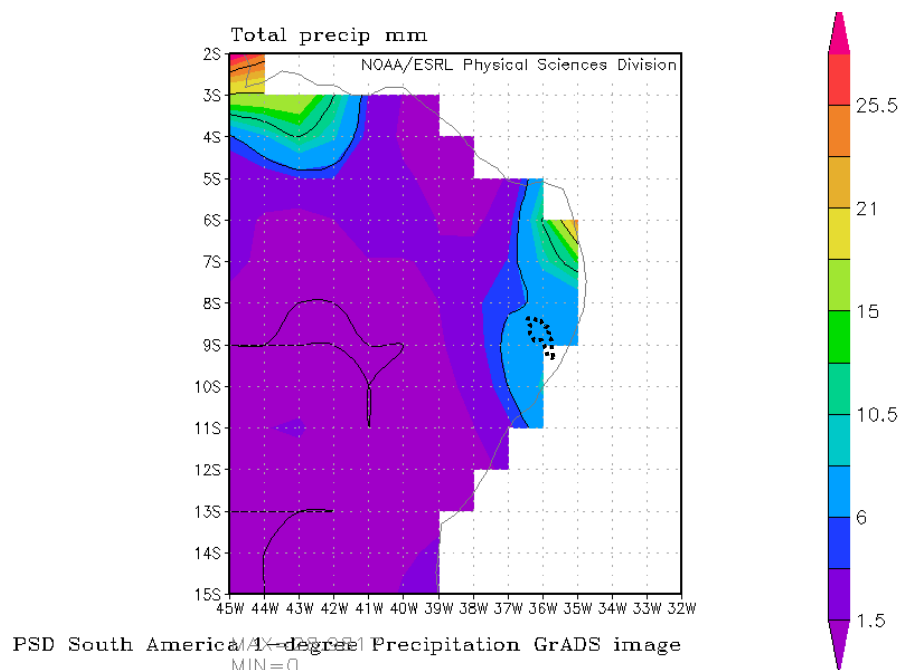 Total precip mm
NOAA/ESRL Physical Sciences Division
2S
3S
4S
5S
6S
7S
8S
9S
10S
11S
12S
13S
14S
15S
45W 44W 43W 42W 41W 40W 39W 38W 37W 36W 35W 34W 33W 32W
25.5
21
15
10.5
6
1.5
PSD South America 1-degree Precipitation GrADS image
MIN=0